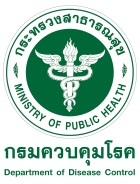 กระทรวงสาธารณสุข
MINISTRY OF PUBLIC HEALTH
กรมควบคุมโรค
Department of Disease Control